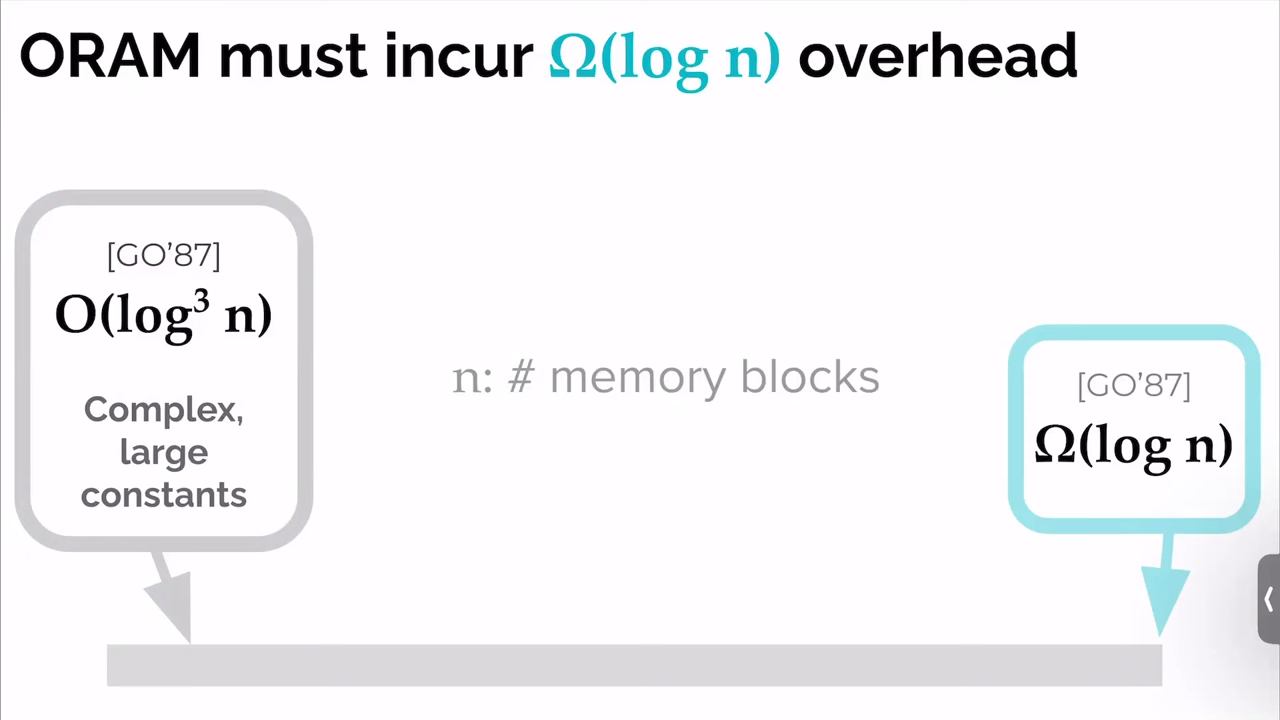 ORAM must incur Ω(log n) overhead
[GO’87]
O(log³ n)
Complex,
large
constants
n: # memory blocks
[GO’87]
Ω(log n)